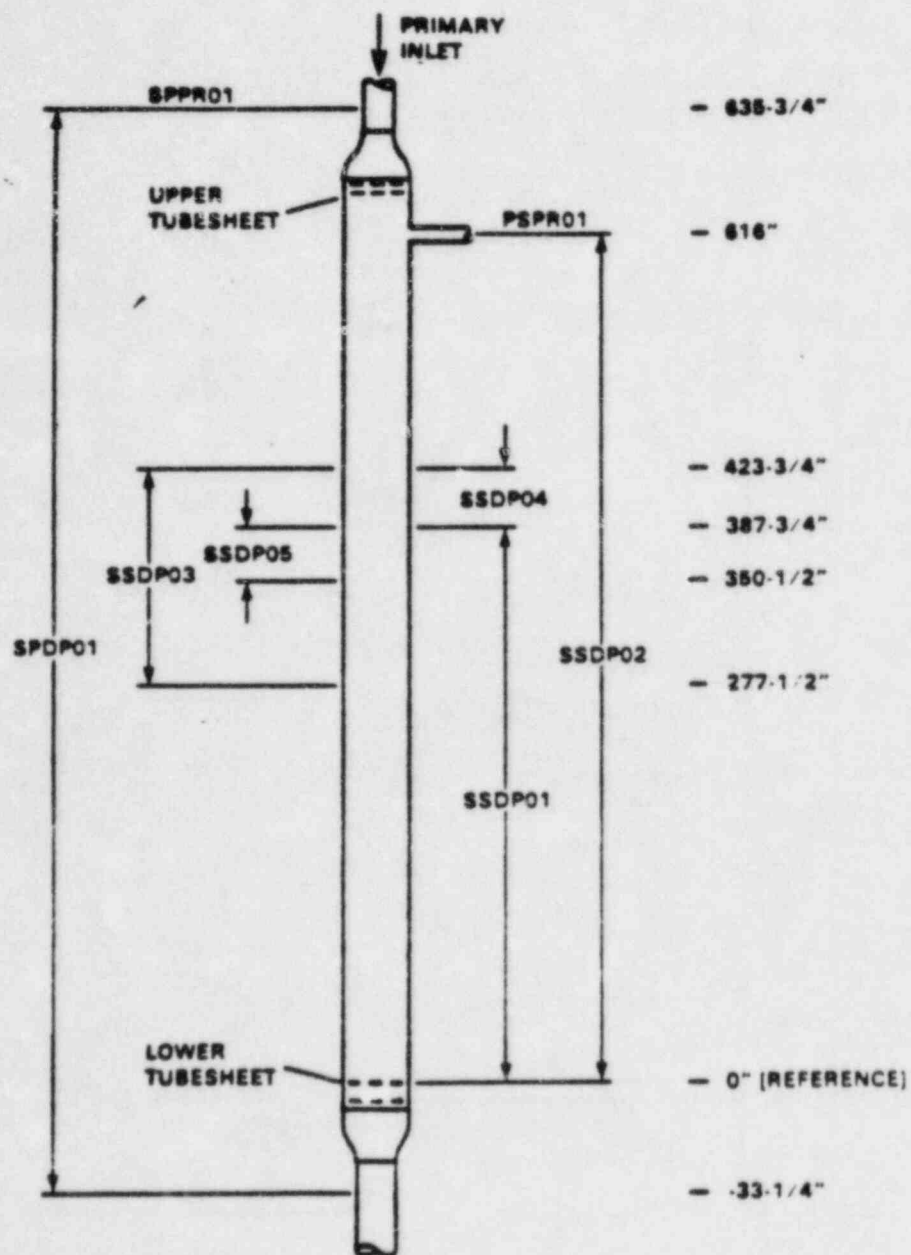 PRIMARY
INLET
SPPR01
635-3/4"
UPPER
TUBESHEET
PSPR01
616"
423-3/4"
SSDP04
387-3/4"
SSDP05
SSDP03
350-1/2"
SPDP01
SSDP02
277-1/2"
SSDP01
LOWER
TUBESHEET
0" [REFERENCE]
-33-1/4"